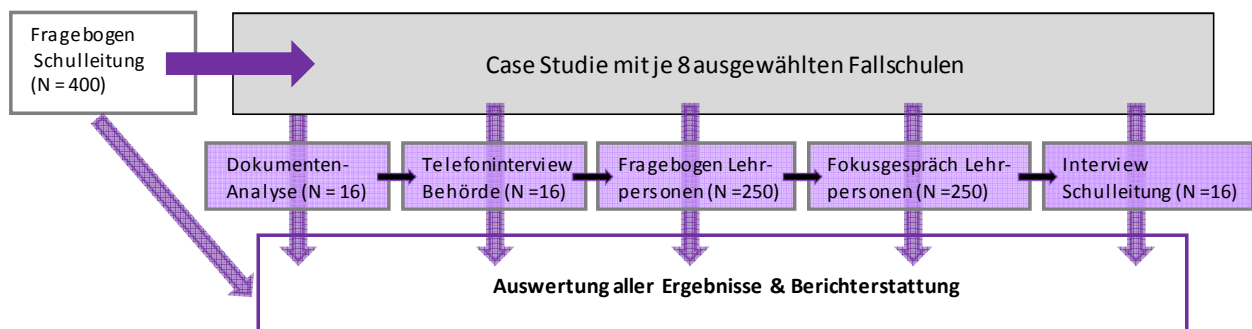 Fragebogen
Schulleitung
(N = 400)
Case Studie mit je 8 ausgewählten Fallschulen
Dokumenten-
Analyse (N = 16)
Telefoninterview
Behörde (N =16)
Fragebogen Lehr-
personen (N =250)
Fokusgespräch Lehr-
personen (N =250)
Interview
Schulleitung (N =16)
Auswertung aller Ergebnisse & Berichterstattung